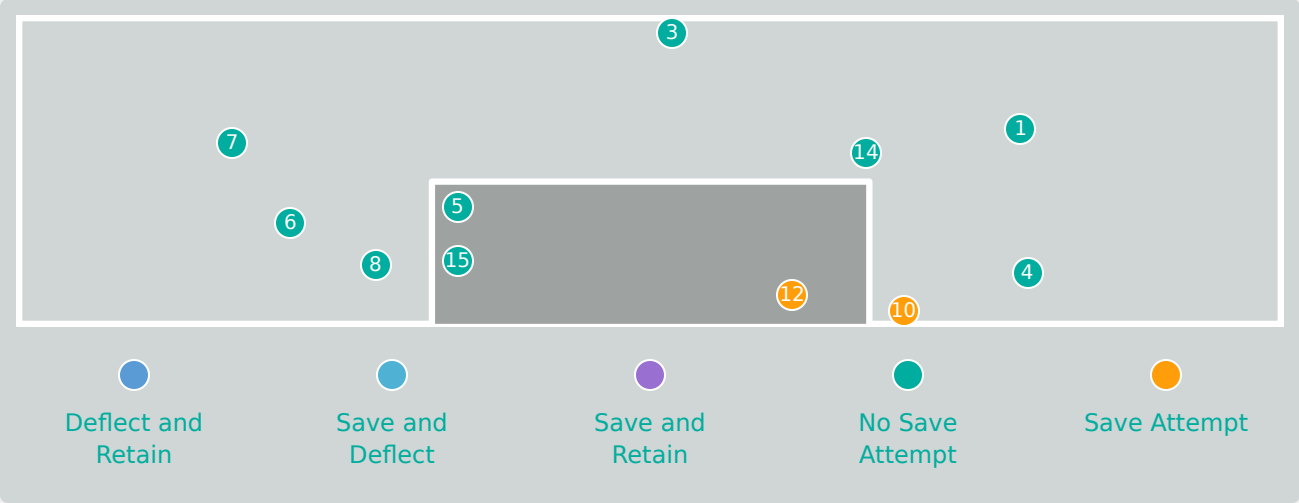 3
1
7
14
5
6
15
8
4
12
10
Deflect and
Retain
Save and
Deflect
Save and
Retain
No Save
Attempt
Save Attempt